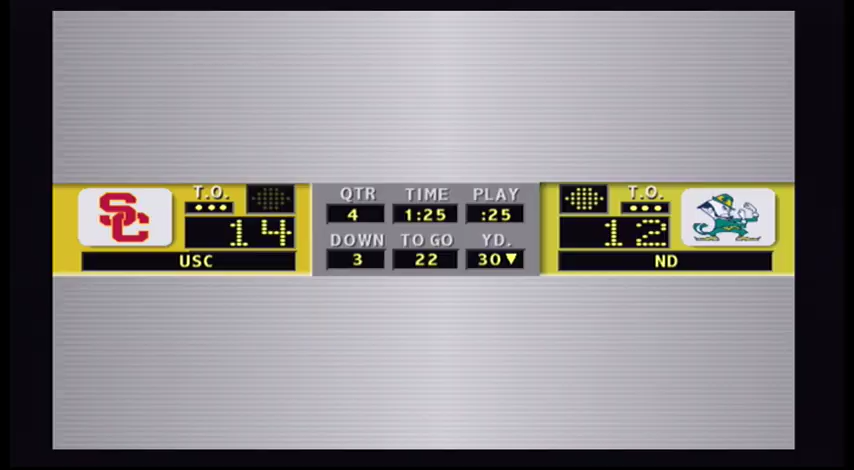 T.O. QTR TIME PLAY T.O.
SC 4 1:25 :25
14 12
DOWN TO GO YD.
USC 3 22 30▼ ND